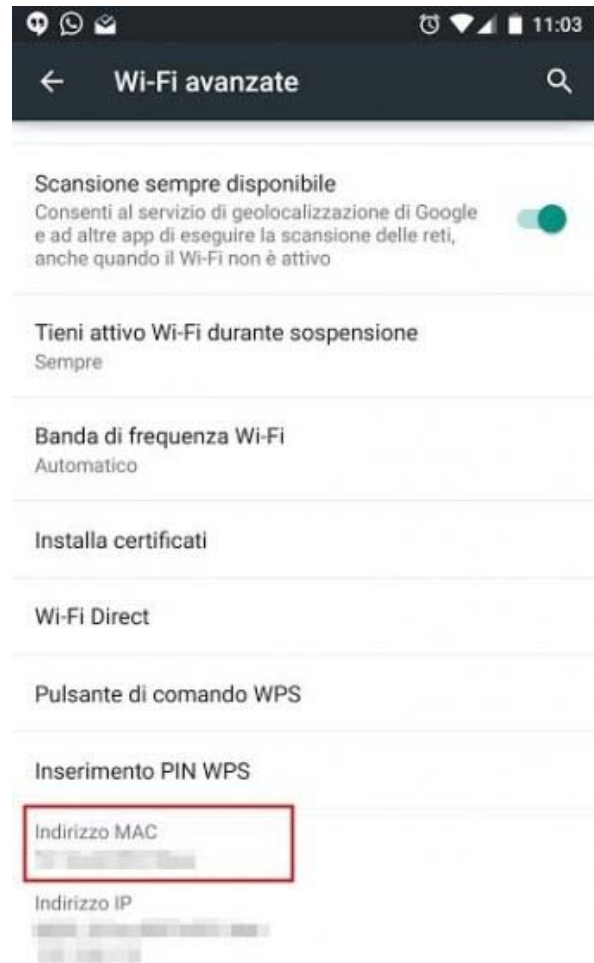 11:03
Wi-Fi avanzate
Scansione sempre disponibile
Consenti al servizio di geolocalizzazione di Google
e ad altre app di eseguire la scansione delle reti,
anche quando il Wi-Fi non è attivo
Tieni attivo Wi-Fi durante sospensione
Sempre
Banda di frequenza Wi-Fi
Automatico
Installa certificati
Wi-Fi Direct
Pulsante di comando WPS
Inserimento PIN WPS
Indirizzo MAC
Indirizzo IP